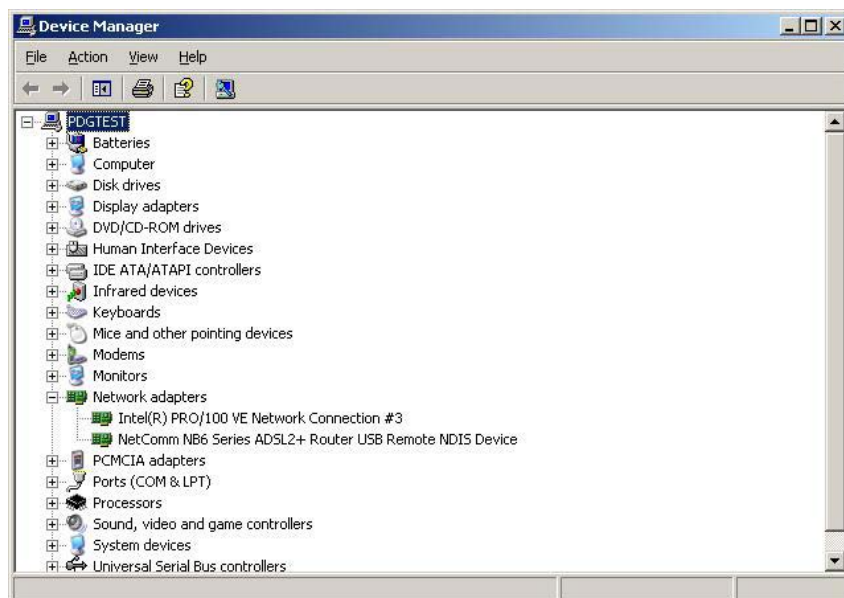 Device Manager
File Action View Help
PDGTEST
Batteries
Computer
Disk drives
Display adapters
DVD/CD-ROM drives
Human Interface Devices
IDE ATA/ATAPI controllers
Infrared devices
Keyboards
Mice and other pointing devices
Modems
Monitors
Network adapters
Intel(R) PRO/100 VE Network Connection #3
NetComm NB6 Series ADSL2+ Router USB Remote NDIS Device
PCMCIA adapters
Ports (COM & LPT)
Processors
Sound, video and game controllers
System devices
Universal Serial Bus controllers